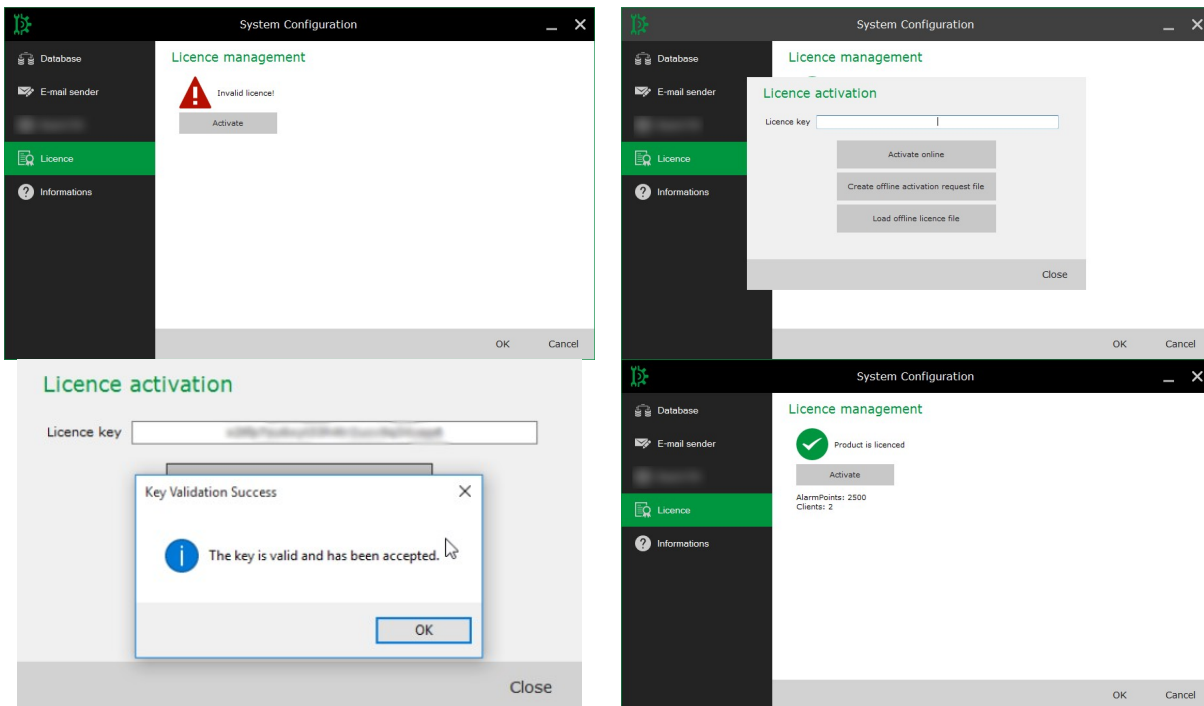 System Configuration
Database
E-mail sender
Licence
Informations
Licence management
Invalid licence!
Activate
OK Cancel
System Configuration
Database
E-mail sender
Licence
Informations
Licence management
Licence activation
Licence key
Activate online
Create offline activation request file
Load offline licence file
Close
OK Cancel
Licence activation
Licence key
Key Validation Success
The key is valid and has been accepted.
OK
Close
System Configuration
Database
E-mail sender
Licence
Informations
Licence management
Product is licenced
Activate
AlarmPoints: 2500
Clients: 2
OK Cancel